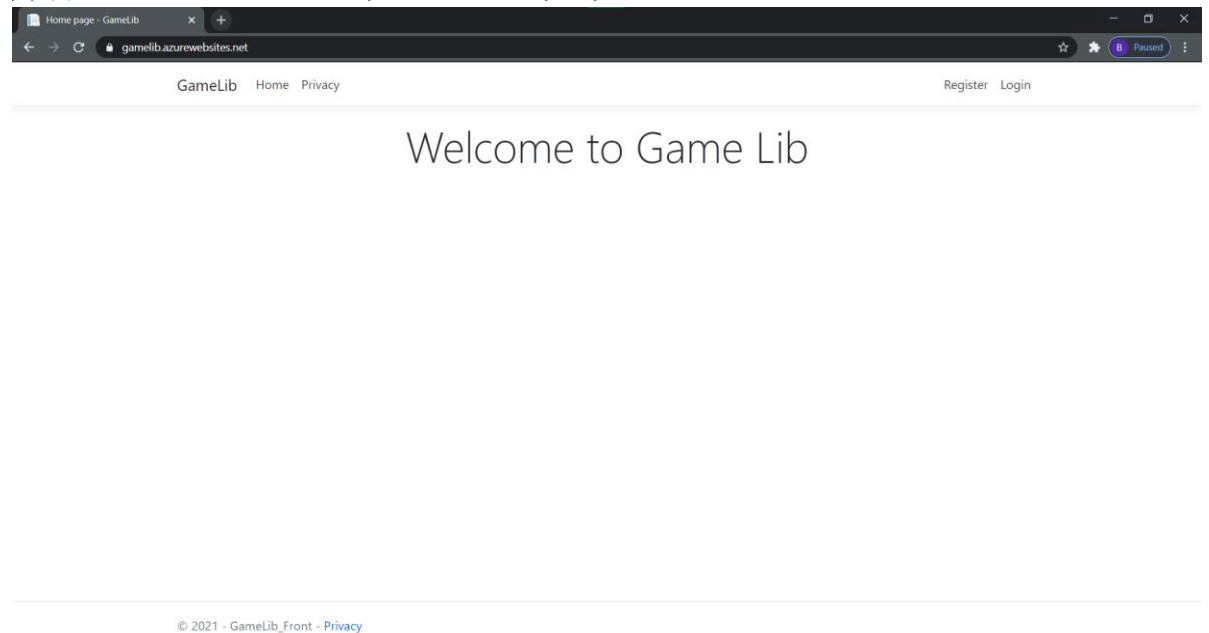 Home page - GameLib
gamelib.azurewebsites.net
B Paused
GameLib Home Privacy Register Login
Welcome to Game Lib
© 2021 - GameLib_Front - Privacy